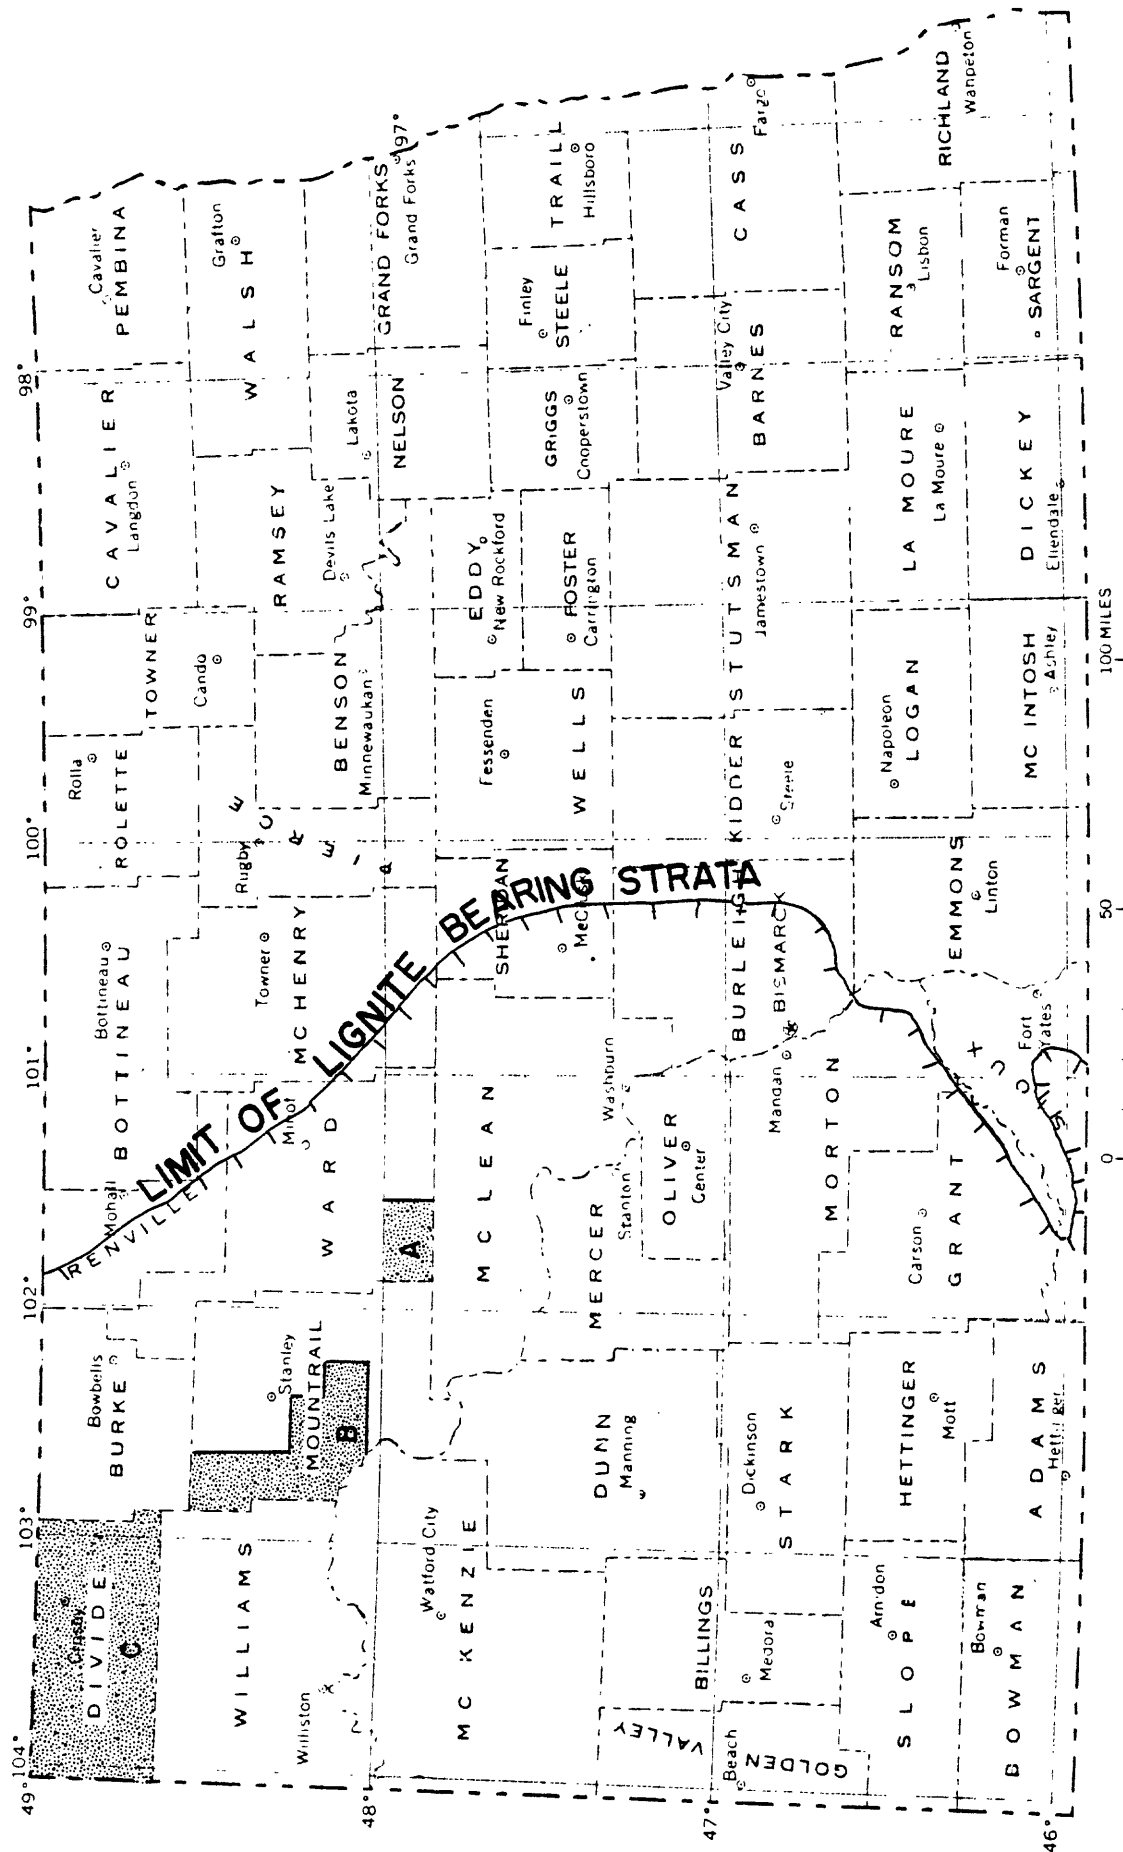 49°
104°
103°
102°
101°
100°
99°
98°
97°
48°
47°
46°
LIMIT OF LIGNITE BEARING STRATA
Crosby
DIVIDE
C
Bowbells
BURKE
RENVILLE
Mohall
Bottineau
BOTTINEAU
Rolla
ROLETTE
TOWNER
Cando
CAVALIER
Langdon
Cavalier
PEMBINA
WILLIAMS
Williston
Stanley
MOUNTRAIL
B
Minot
WARD
Towner
MCHENRY
Rugby
BENSON
Minnewaukan
RAMSEY
Devils Lake
Grafton
WALSH
Lakota
NELSON
GRAND FORKS
Grand Forks
Watford City
MC KENZIE
A
MCLEAN
Washburn
SHERIDAN
Fessenden
WELLS
EDDY
New Rockford
FOSTER
Carrington
GRIGGS
Cooperstown
Finley
STEELE
TRAILL
Hillsboro
DUNN
Manning
MERCER
Stanton
OLIVER
Center
BILLINGS
Medora
GOLDEN
VALLEY
Beach
Dickinson
STARK
MORTON
Mandan
BISMARCK
BURLEIGH
KIDDER
Steele
STUTSMAN
Jamestown
Valley City
BARNES
CASS
Fargo
SLOPE
Amidon
HETTINGER
Mott
Carson
GRANT
EMMONS
Linton
Napoleon
LOGAN
LA MOURE
La Moure
RANSOM
Lisbon
RICHLAND
Wahpeton
Bowman
BOWMAN
ADAMS
Hettinger
SIOUX
Fort
Yates
MC INTOSH
Ashley
DICKEY
Ellendale
Forman
SARGENT
0
50
100 MILES